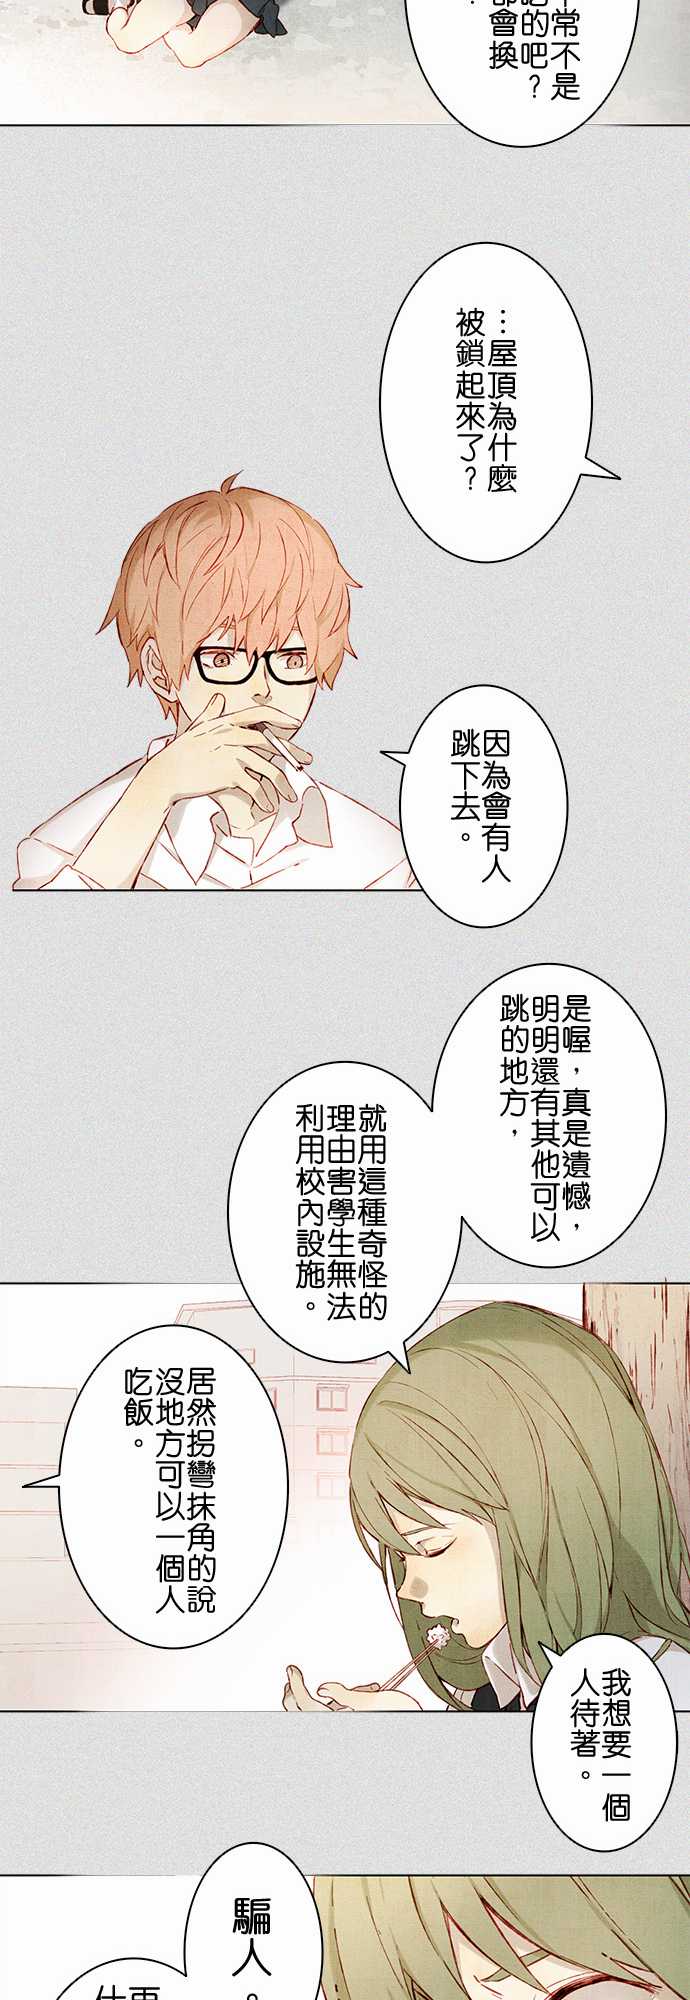 常不是
的吧？
會換
…屋頂為什麼
被鎖起來了？
因為會有人
跳下去。
是喔，真是遺憾，
明明還有其他可以
跳的地方，
就用這種奇怪的
理由害學生無法
利用校內設施。
居然拐彎抹角的說
沒地方可以一個人
吃飯。
我想要一個
人待著。
騙人。